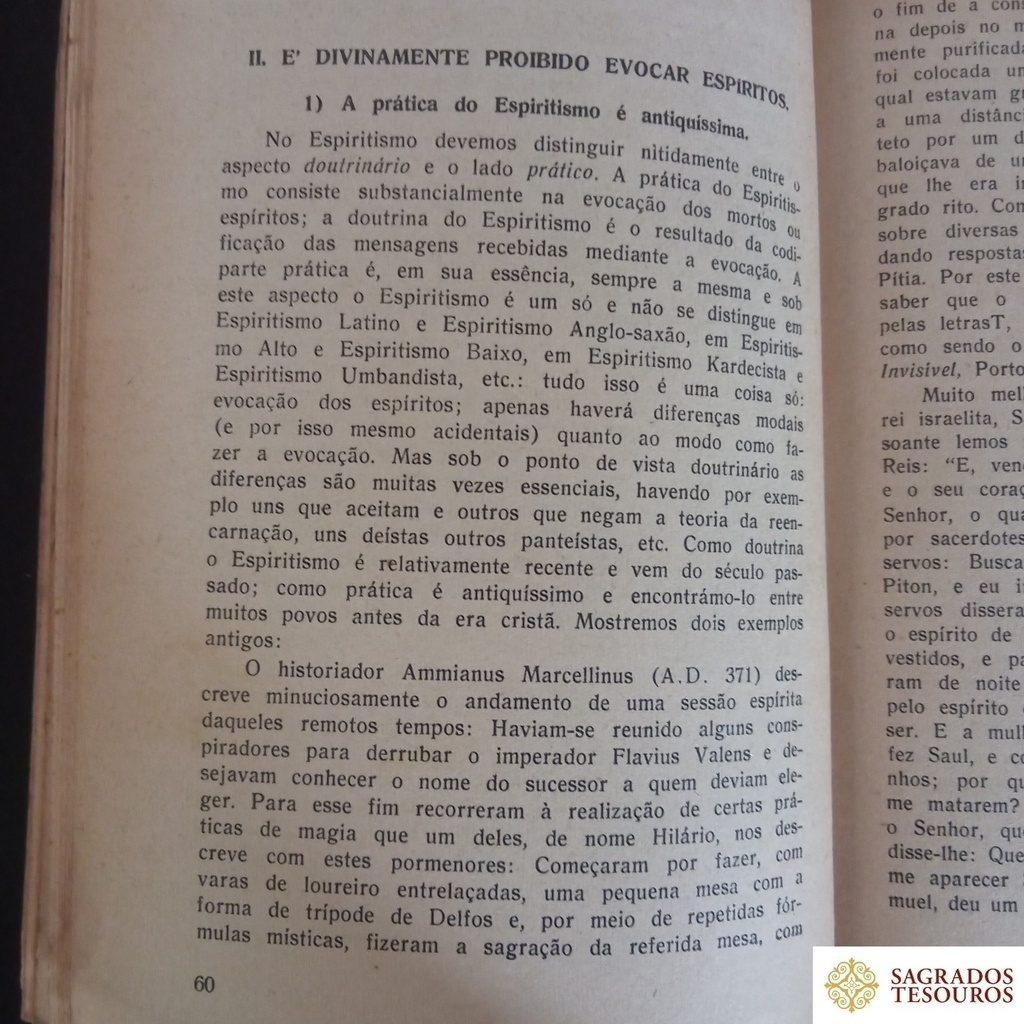 II. E' DIVINAMENTE PROIBIDO EVOCAR ESPÍRITOS.
1) A prática do Espiritismo é antiquíssima.
No Espiritismo devemos distinguir nìtidamente entre o
aspecto doutrinário e o lado prático. A prática do Espiritis-
mo consiste substancialmente na evocação dos mortos ou
espíritos; a doutrina do Espiritismo é o resultado da codi-
ficação das mensagens recebidas mediante a evocação. A
parte prática é, em sua essência, sempre a mesma e sob
este aspecto o Espiritismo é um só e não se distingue em
Espiritismo Latino e Espiritismo Anglo-saxão, em Espiritis-
mo Alto e Espiritismo Baixo, em Espiritismo Kardecista e
Espiritismo Umbandista, etc.: tudo isso é uma coisa só:
evocação dos espíritos; apenas haverá diferenças modais
(e por isso mesmo acidentais) quanto ao modo como fa-
zer a evocação. Mas sob o ponto de vista doutrinário as
diferenças são muitas vezes essenciais, havendo por exem-
plo uns que aceitam e outros que negam a teoria da reen-
carnação, uns deístas outros panteístas, etc. Como doutrina
o Espiritismo é relativamente recente e vem do século pas-
sado; como prática é antiquíssimo e encontrámo-lo entre
muitos povos antes da era cristã. Mostremos dois exemplos
antigos:
O historiador Ammianus Marcellinus (A.D. 371) des-
creve minuciosamente o andamento de uma sessão espírita
daqueles remotos tempos: Haviam-se reunido alguns cons-
piradores para derrubar o imperador Flavius Valens e de-
sejavam conhecer o nome do sucessor a quem deviam ele-
ger. Para esse fim recorreram à realização de certas prá-
ticas de magia que um deles, de nome Hilário, nos des-
creve com estes pormenores: Começaram por fazer, com
varas de loureiro entrelaçadas, uma pequena mesa com a
forma de trípode de Delfos e, por meio de repetidas fór-
mulas místicas, fizeram a sagração da referida mesa, com
60
o fim de a cons
na depois no m
mente purificada
foi colocada um
qual estavam gr
a uma distânci
teto por um d
baloiçava de um
que lhe era in
grado rito. Com
sobre diversas
dando respostas
Pítia. Por este
saber que o
pelas letrasT,
como sendo o
Invisível, Porto
Muito mel
rei israelita, S
soante lemos
Reis: "E, ven
e o seu coraç
Senhor, o qua
por sacerdotes
servos: Busca
Piton, e eu i
servos dissera
o espírito de
vestidos, e pa
ram de noite
pelo espírito
ser. E a mul
fez Saul, e co
nhos; por qu
me matarem?
o Senhor, que
disse-lhe: Que
me aparecer
muel, deu um
SAGRADOS
TESOUROS